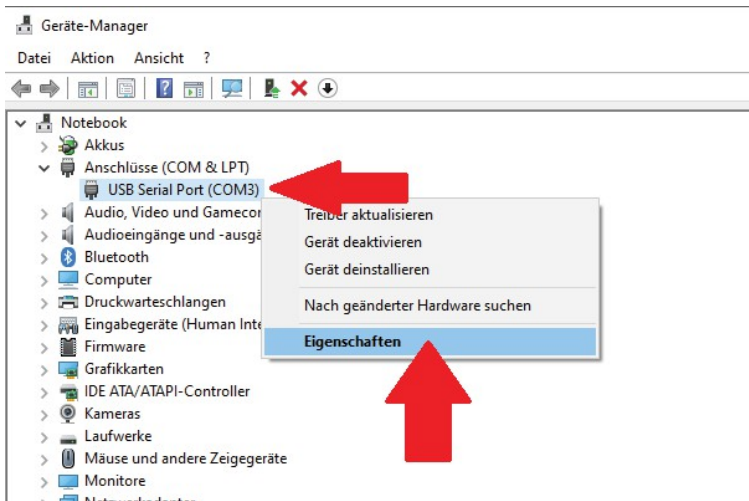 Geräte-Manager
Datei Aktion Ansicht ?
Notebook
Akkus
Anschlüsse (COM & LPT)
USB Serial Port (COM3)
Audio, Video und Gamecor
Treiber aktualisieren
Audioeingänge und -ausgä
Gerät deaktivieren
Bluetooth
Gerät deinstallieren
Computer
Druckwarteschlangen
Nach geänderter Hardware suchen
Eingabegeräte (Human Inte
Eigenschaften
Firmware
Grafikkarten
IDE ATA/ATAPI-Controller
Kameras
Laufwerke
Mäuse und andere Zeigegeräte
Monitore
Netzwerkadapter